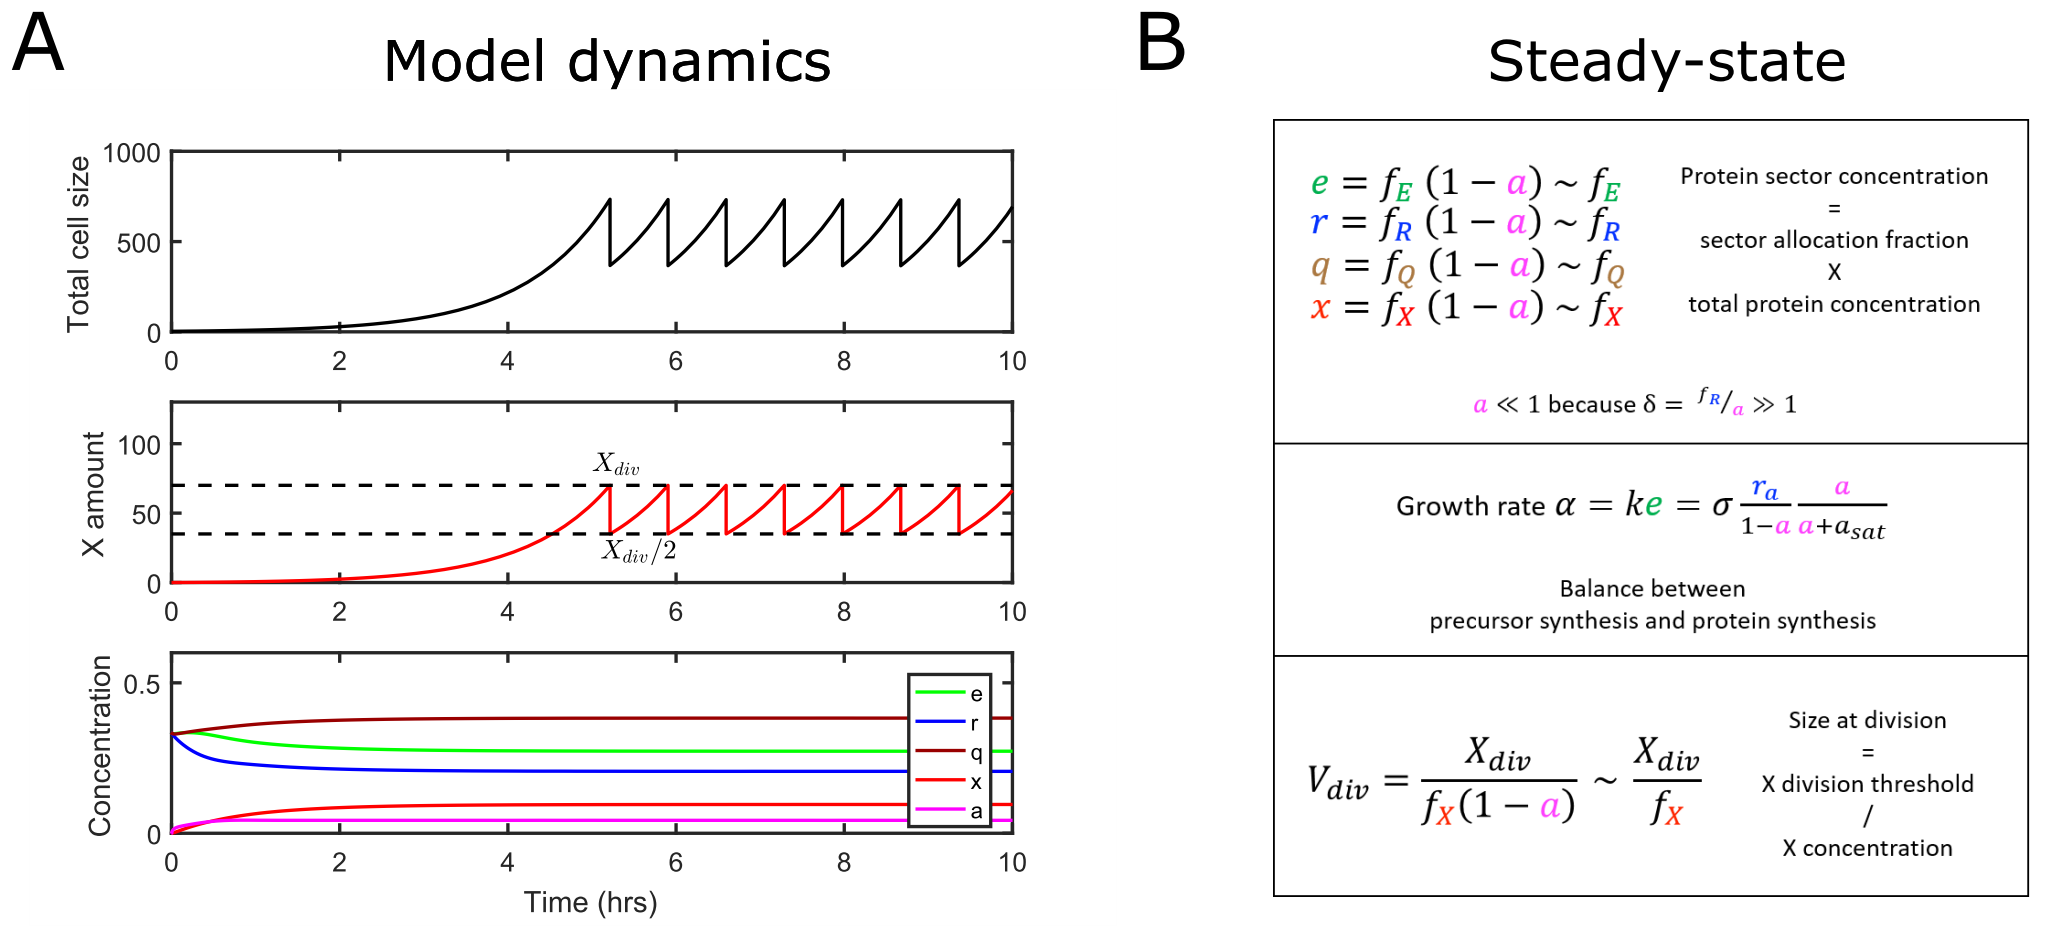 A
Model dynamics
Total cell size
1000
500
0
0 2 4 6 8 10
X amount
100
50
0
X_div
X_div/2
0 2 4 6 8 10
Concentration
0.5
0
e
r
q
x
a
0 2 4 6 8 10
Time (hrs)
B
Steady-state
e = f_E (1 − a) ~ f_E
r = f_R (1 − a) ~ f_R
q = f_Q (1 − a) ~ f_Q
x = f_X (1 − a) ~ f_X
Protein sector concentration
=
sector allocation fraction
X
total protein concentration
a ≪ 1 because δ = f_R/a ≫ 1
Growth rate α = ke = σ r_a/(1−a) a/(a+a_sat)
Balance between
precursor synthesis and protein synthesis
V_div = X_div/(f_X(1 − a)) ~ X_div/f_X
Size at division
=
X division threshold
/
X concentration